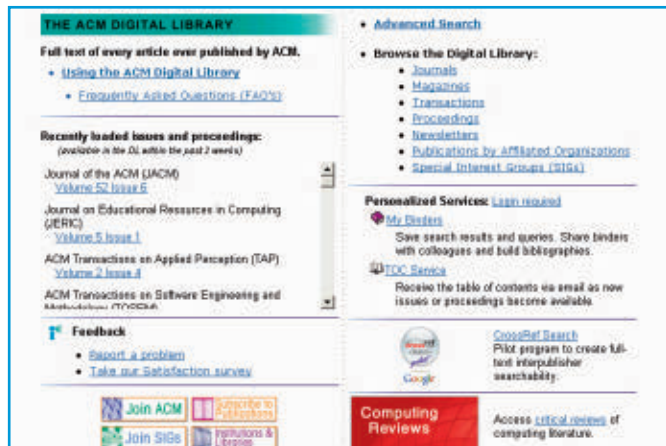 THE ACM DIGITAL LIBRARY
Full text of every article ever published by ACM.
• Using the ACM Digital Library
• Frequently Asked Questions (FAQ's)
Recently loaded issues and proceedings:
(available in the DL within the past 2 weeks)
Journal of the ACM (JACM)
Volume 52 Issue 6
Journal on Educational Resources in Computing
(JERIC)
Volume 5 Issue 1
ACM Transactions on Applied Perception (TAP)
Volume 2 Issue 4
ACM Transactions on Software Engineering and
Methodology (TOSEM)
Feedback
• Report a problem
• Take our Satisfaction survey
Join ACM
Subscribe to
Publications
Join SIGs
Institutions &
Libraries
• Advanced Search
• Browse the Digital Library:
• Journals
• Magazines
• Transactions
• Proceedings
• Newsletters
• Publications by Affiliated Organizations
• Special Interest Groups (SIGs)
Personalized Services: Login required
My Binders
Save search results and queries. Share binders
with colleagues and build bibliographies.
TOC Service
Receive the table of contents via email as new
issues or proceedings become available.
Google
CrossRef Search
Pilot program to create full-
text interpublisher
searchability.
Computing
Reviews
Access critical reviews of
computing literature.